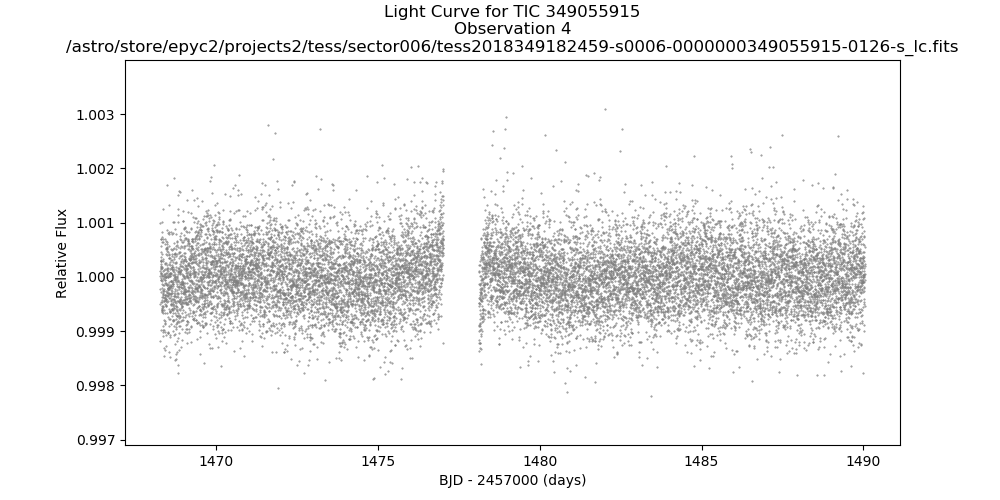 Light Curve for TIC 349055915
Observation 4
/astro/store/epyc2/projects2/tess/sector006/tess2018349182459-s0006-0000000349055915-0126-s_lc.fits
1.003
1.002
1.001
1.000
0.999
0.998
0.997
Relative Flux
1470 1475 1480 1485 1490
BJD - 2457000 (days)